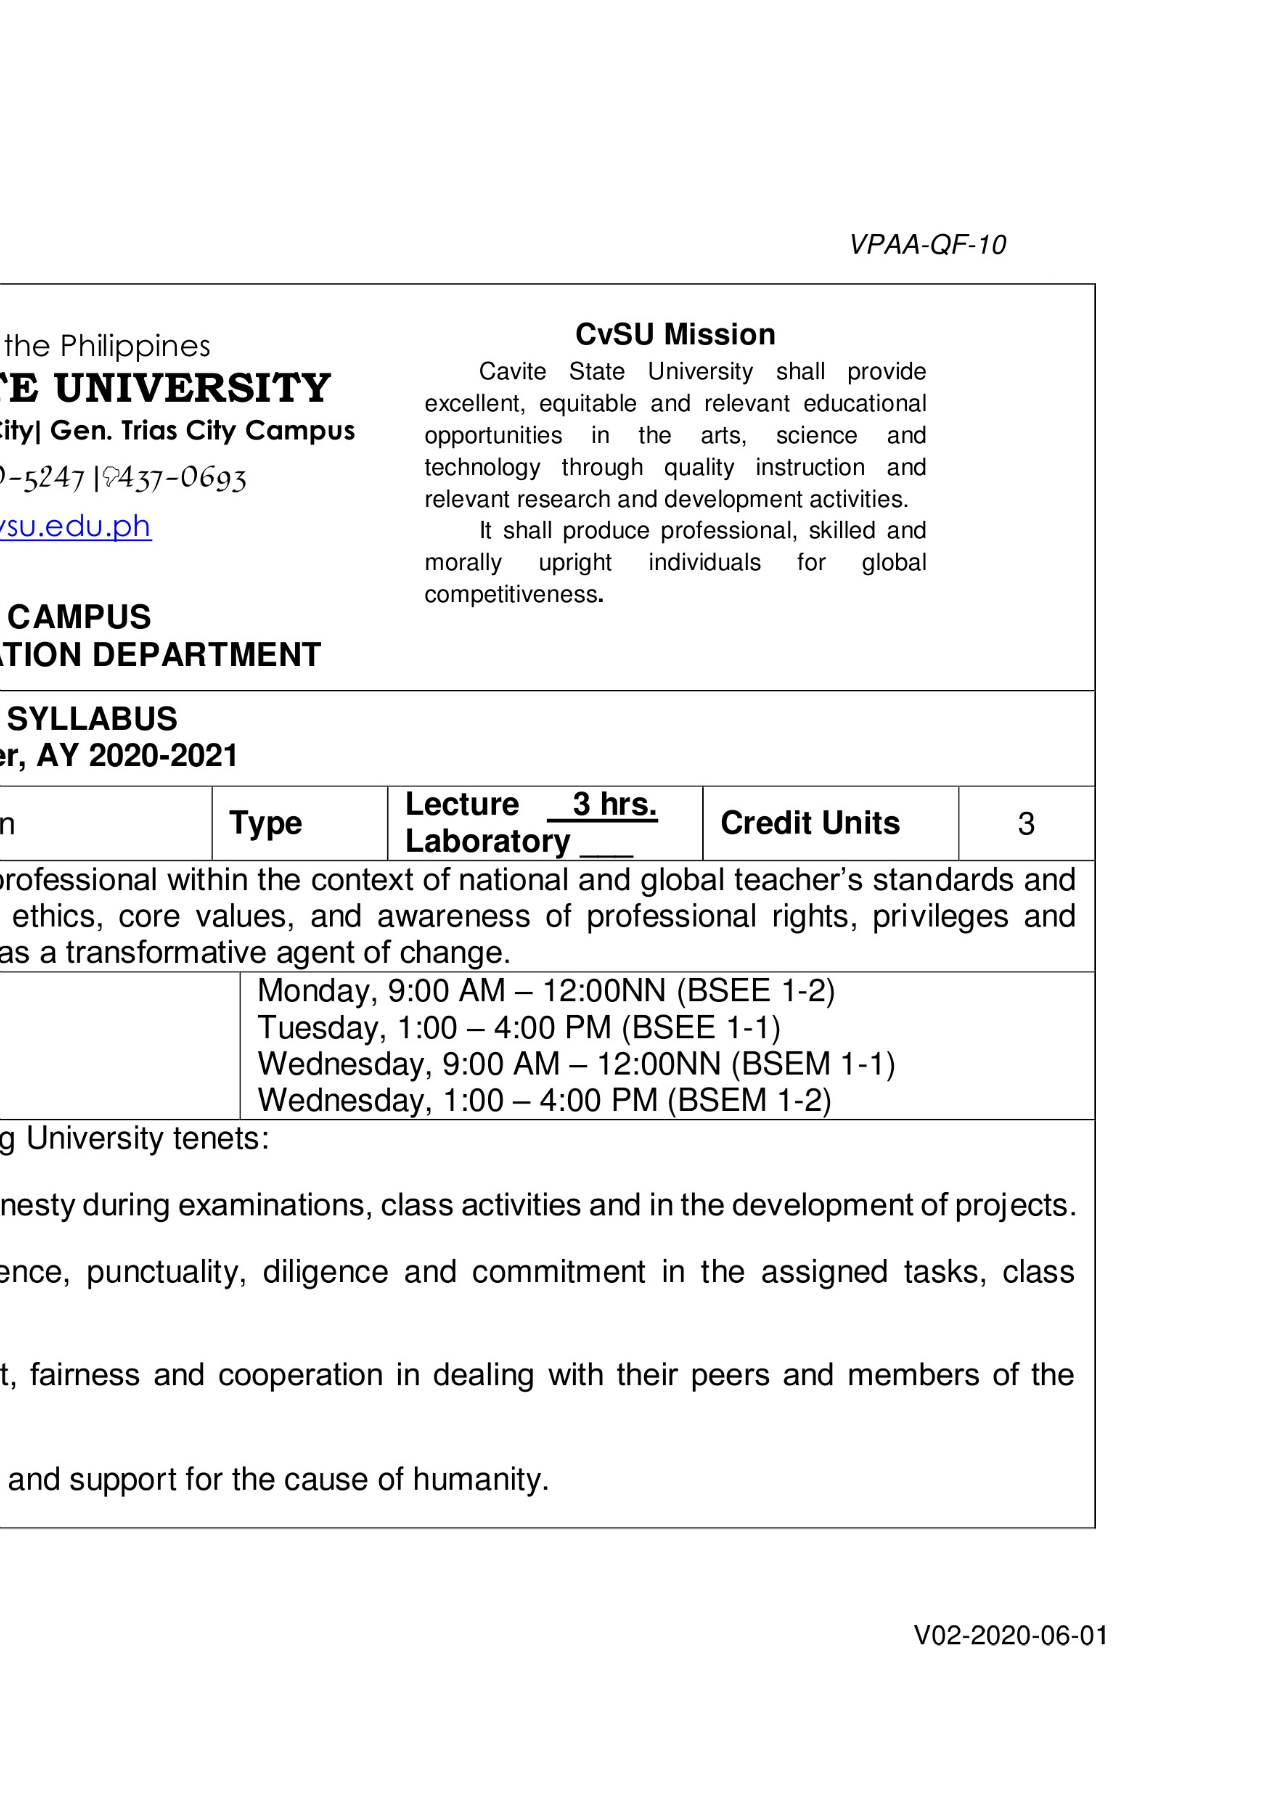 VPAA-QF-10
the Philippines
TE UNIVERSITY
City| Gen. Trias City Campus
-5247 |437-0693
vsu.edu.ph
CAMPUS
ATION DEPARTMENT
CvSU Mission
Cavite State University shall provide
excellent, equitable and relevant educational
opportunities in the arts, science and
technology through quality instruction and
relevant research and development activities.
It shall produce professional, skilled and
morally upright individuals for global
competitiveness.
SYLLABUS
er, AY 2020-2021
n
Type
Lecture 3 hrs.
Laboratory ___
Credit Units
3
professional within the context of national and global teacher’s standards and
ethics, core values, and awareness of professional rights, privileges and
as a transformative agent of change.
Monday, 9:00 AM – 12:00NN (BSEE 1-2)
Tuesday, 1:00 – 4:00 PM (BSEE 1-1)
Wednesday, 9:00 AM – 12:00NN (BSEM 1-1)
Wednesday, 1:00 – 4:00 PM (BSEM 1-2)
g University tenets:
nesty during examinations, class activities and in the development of projects.
ence, punctuality, diligence and commitment in the assigned tasks, class
t, fairness and cooperation in dealing with their peers and members of the
and support for the cause of humanity.
V02-2020-06-01